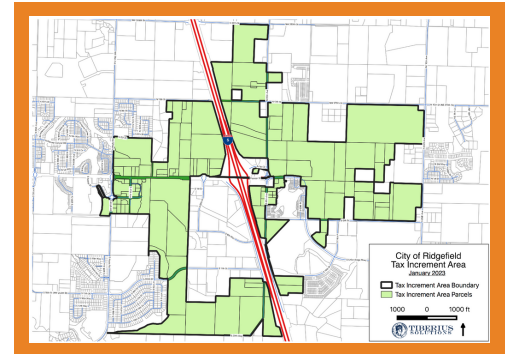 5
City of Ridgefield
Tax Increment Area
January 2023
Tax Increment Area Boundary
Tax Increment Area Parcels
1000 0 1000 ft
TIBERIUS
SOLUTIONS